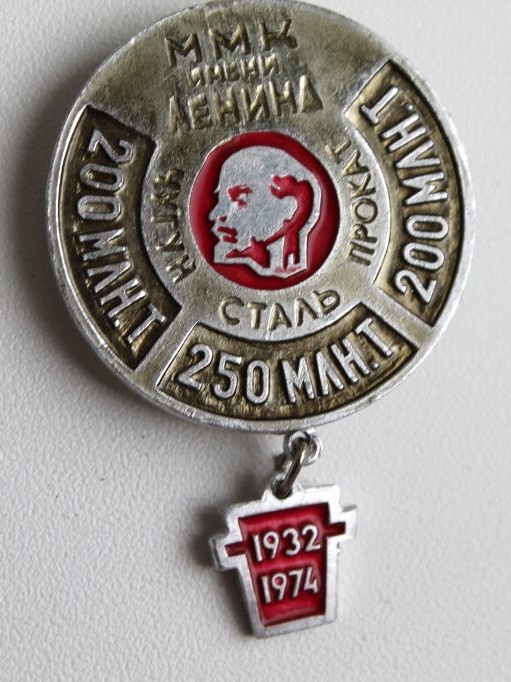 ММК
ИМЕНИ
ЛЕНИНА
ЧУГУН
200 МЛН.Т
СТАЛЬ
250 МЛН.Т
ПРОКАТ
200 МЛН.Т
1932
1974